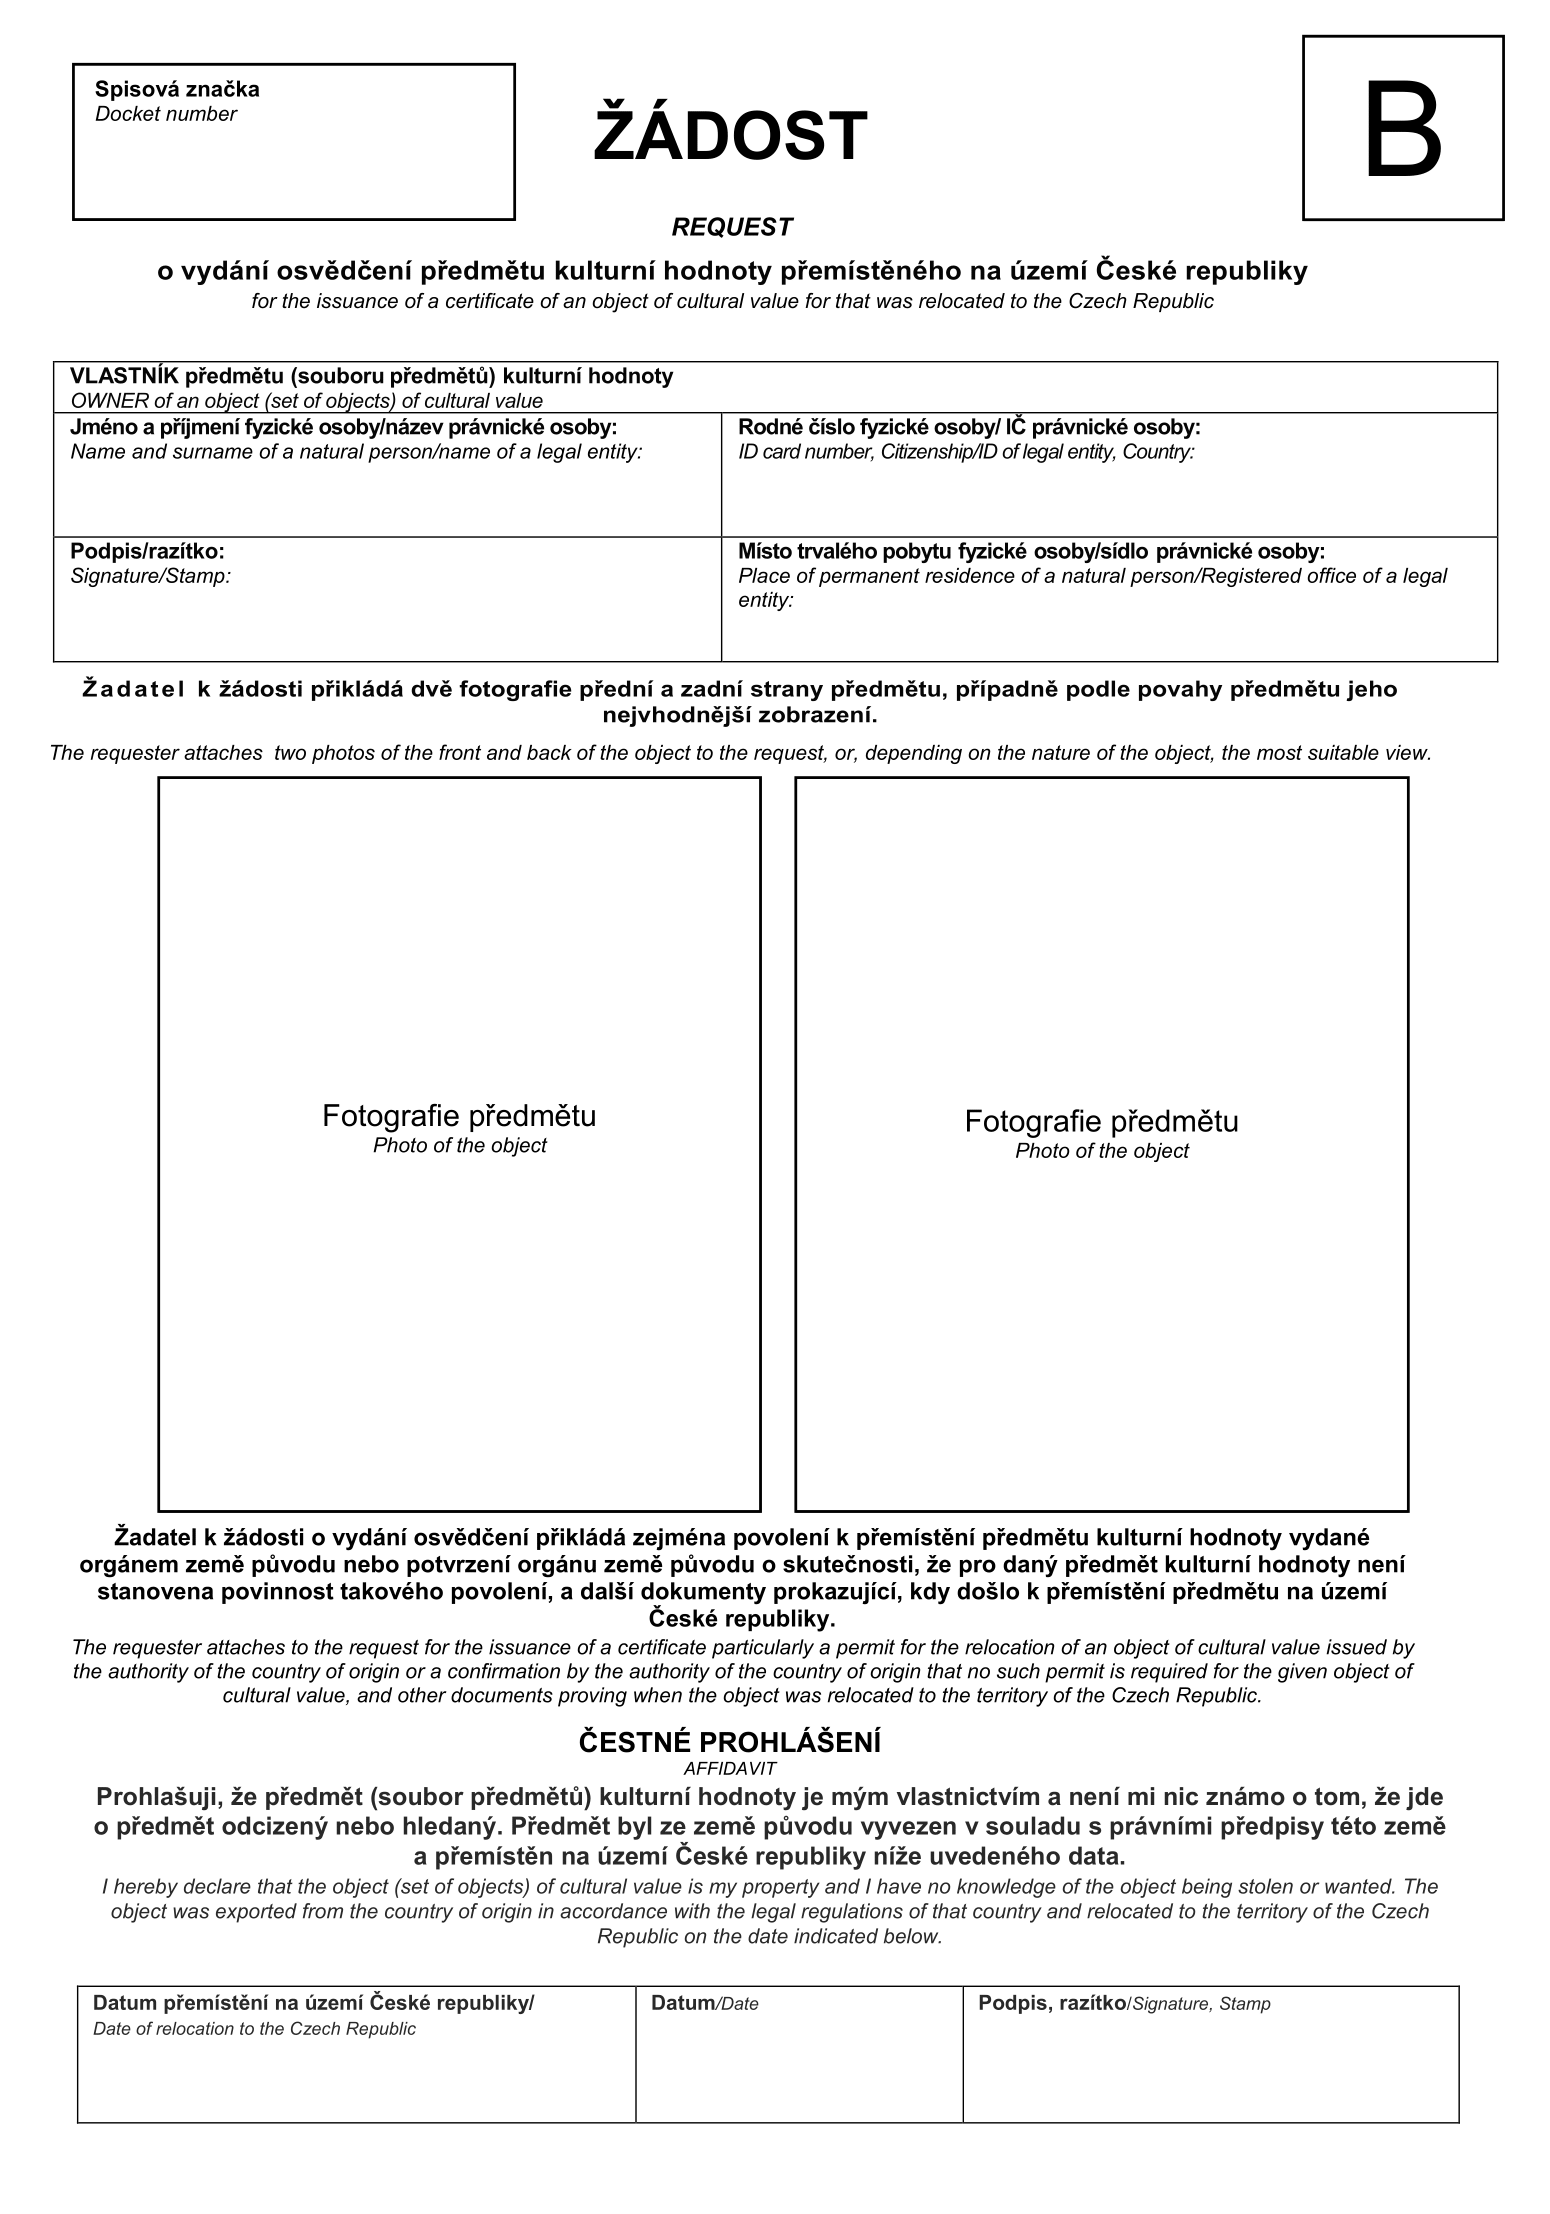 Spisová značka
Docket number
ŽÁDOST
B
REQUEST
o vydání osvědčení předmětu kulturní hodnoty přemístěného na území České republiky
for the issuance of a certificate of an object of cultural value for that was relocated to the Czech Republic
VLASTNÍK předmětu (souboru předmětů) kulturní hodnoty
OWNER of an object (set of objects) of cultural value
Jméno a příjmení fyzické osoby/název právnické osoby:
Name and surname of a natural person/name of a legal entity:
Rodné číslo fyzické osoby/ IČ právnické osoby:
ID card number, Citizenship/ID of legal entity, Country:
Podpis/razítko:
Signature/Stamp:
Místo trvalého pobytu fyzické osoby/sídlo právnické osoby:
Place of permanent residence of a natural person/Registered office of a legal
entity:
Žadatel k žádosti přikládá dvě fotografie přední a zadní strany předmětu, případně podle povahy předmětu jeho
nejvhodnější zobrazení.
The requester attaches two photos of the front and back of the object to the request, or, depending on the nature of the object, the most suitable view.
Fotografie předmětu
Photo of the object
Fotografie předmětu
Photo of the object
Žadatel k žádosti o vydání osvědčení přikládá zejména povolení k přemístění předmětu kulturní hodnoty vydané
orgánem země původu nebo potvrzení orgánu země původu o skutečnosti, že pro daný předmět kulturní hodnoty není
stanovena povinnost takového povolení, a další dokumenty prokazující, kdy došlo k přemístění předmětu na území
České republiky.
The requester attaches to the request for the issuance of a certificate particularly a permit for the relocation of an object of cultural value issued by
the authority of the country of origin or a confirmation by the authority of the country of origin that no such permit is required for the given object of
cultural value, and other documents proving when the object was relocated to the territory of the Czech Republic.
ČESTNÉ PROHLÁŠENÍ
AFFIDAVIT
Prohlašuji, že předmět (soubor předmětů) kulturní hodnoty je mým vlastnictvím a není mi nic známo o tom, že jde
o předmět odcizený nebo hledaný. Předmět byl ze země původu vyvezen v souladu s právními předpisy této země
a přemístěn na území České republiky níže uvedeného data.
I hereby declare that the object (set of objects) of cultural value is my property and I have no knowledge of the object being stolen or wanted. The
object was exported from the country of origin in accordance with the legal regulations of that country and relocated to the territory of the Czech
Republic on the date indicated below.
Datum přemístění na území České republiky/
Date of relocation to the Czech Republic
Datum/Date
Podpis, razítko/Signature, Stamp